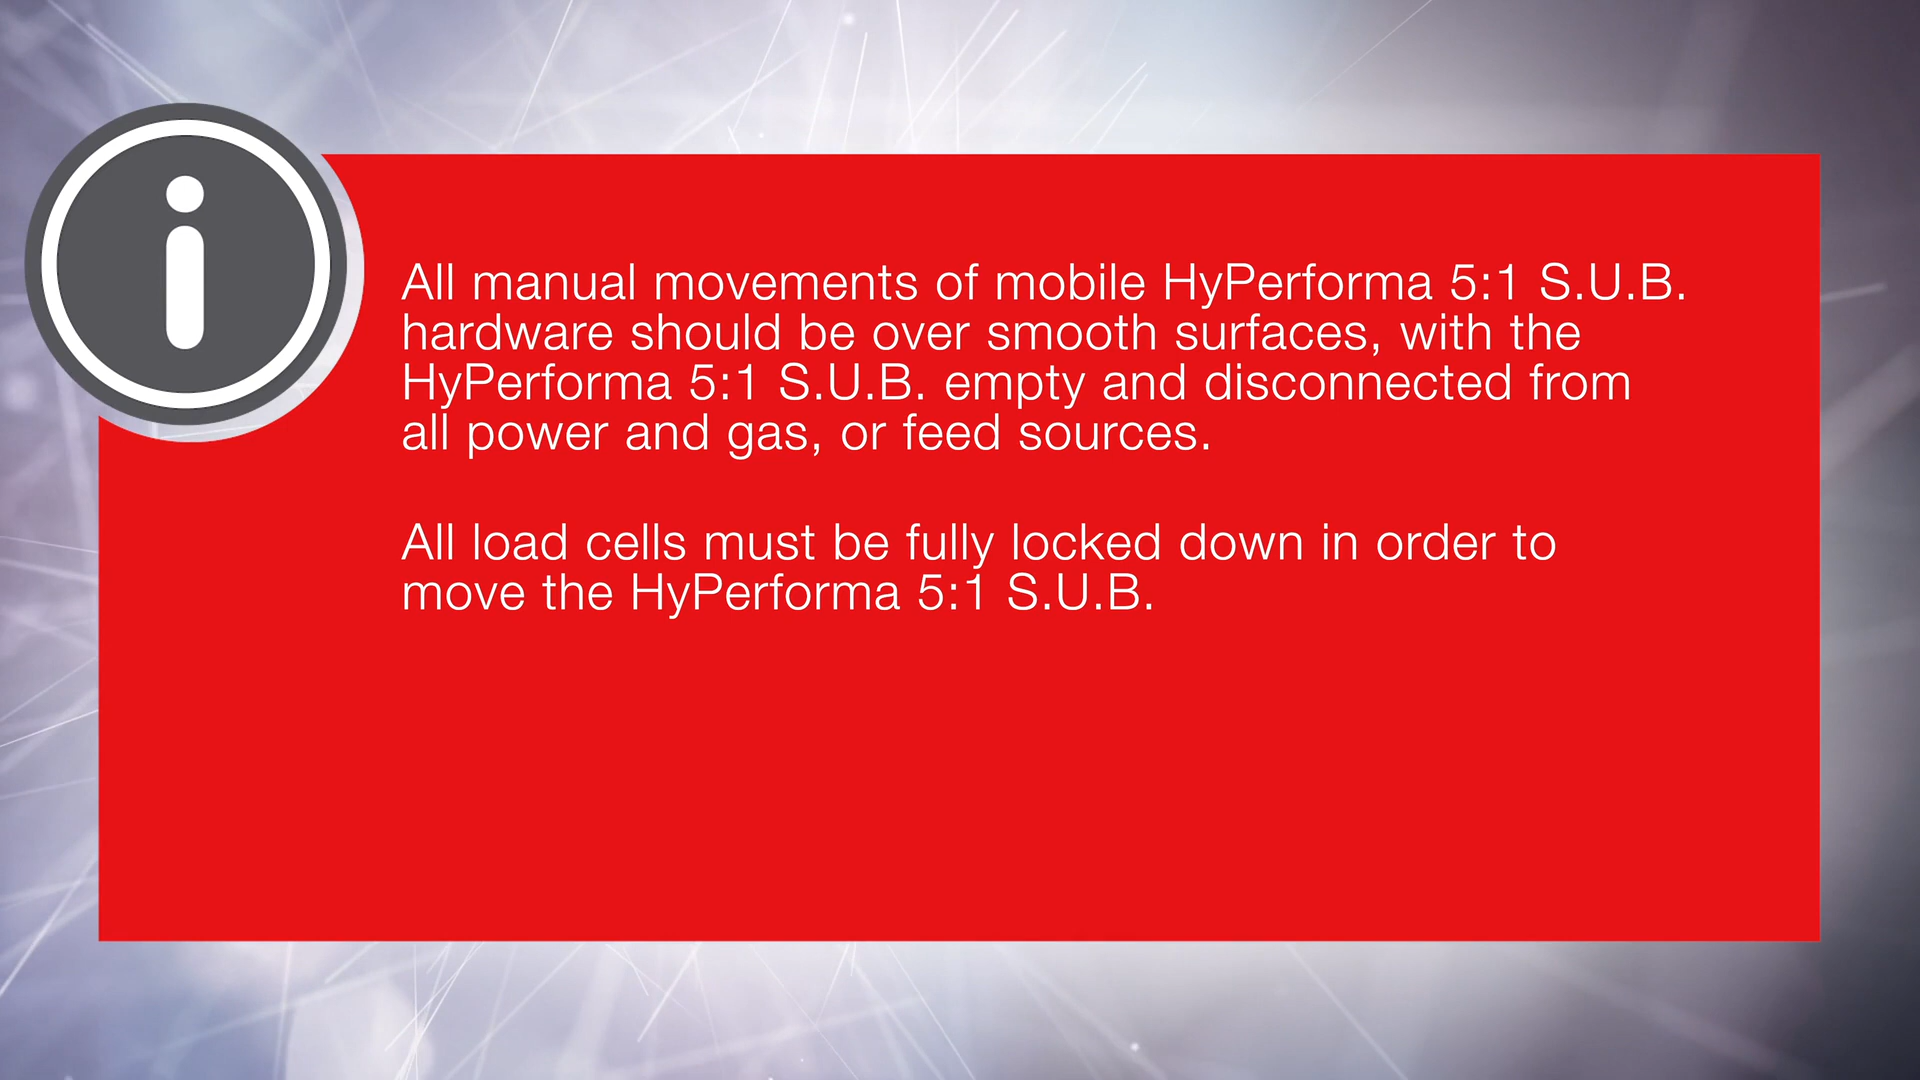 All manual movements of mobile HyPerforma 5:1 S.U.B.
hardware should be over smooth surfaces, with the
HyPerforma 5:1 S.U.B. empty and disconnected from
all power and gas, or feed sources.
All load cells must be fully locked down in order to
move the HyPerforma 5:1 S.U.B.